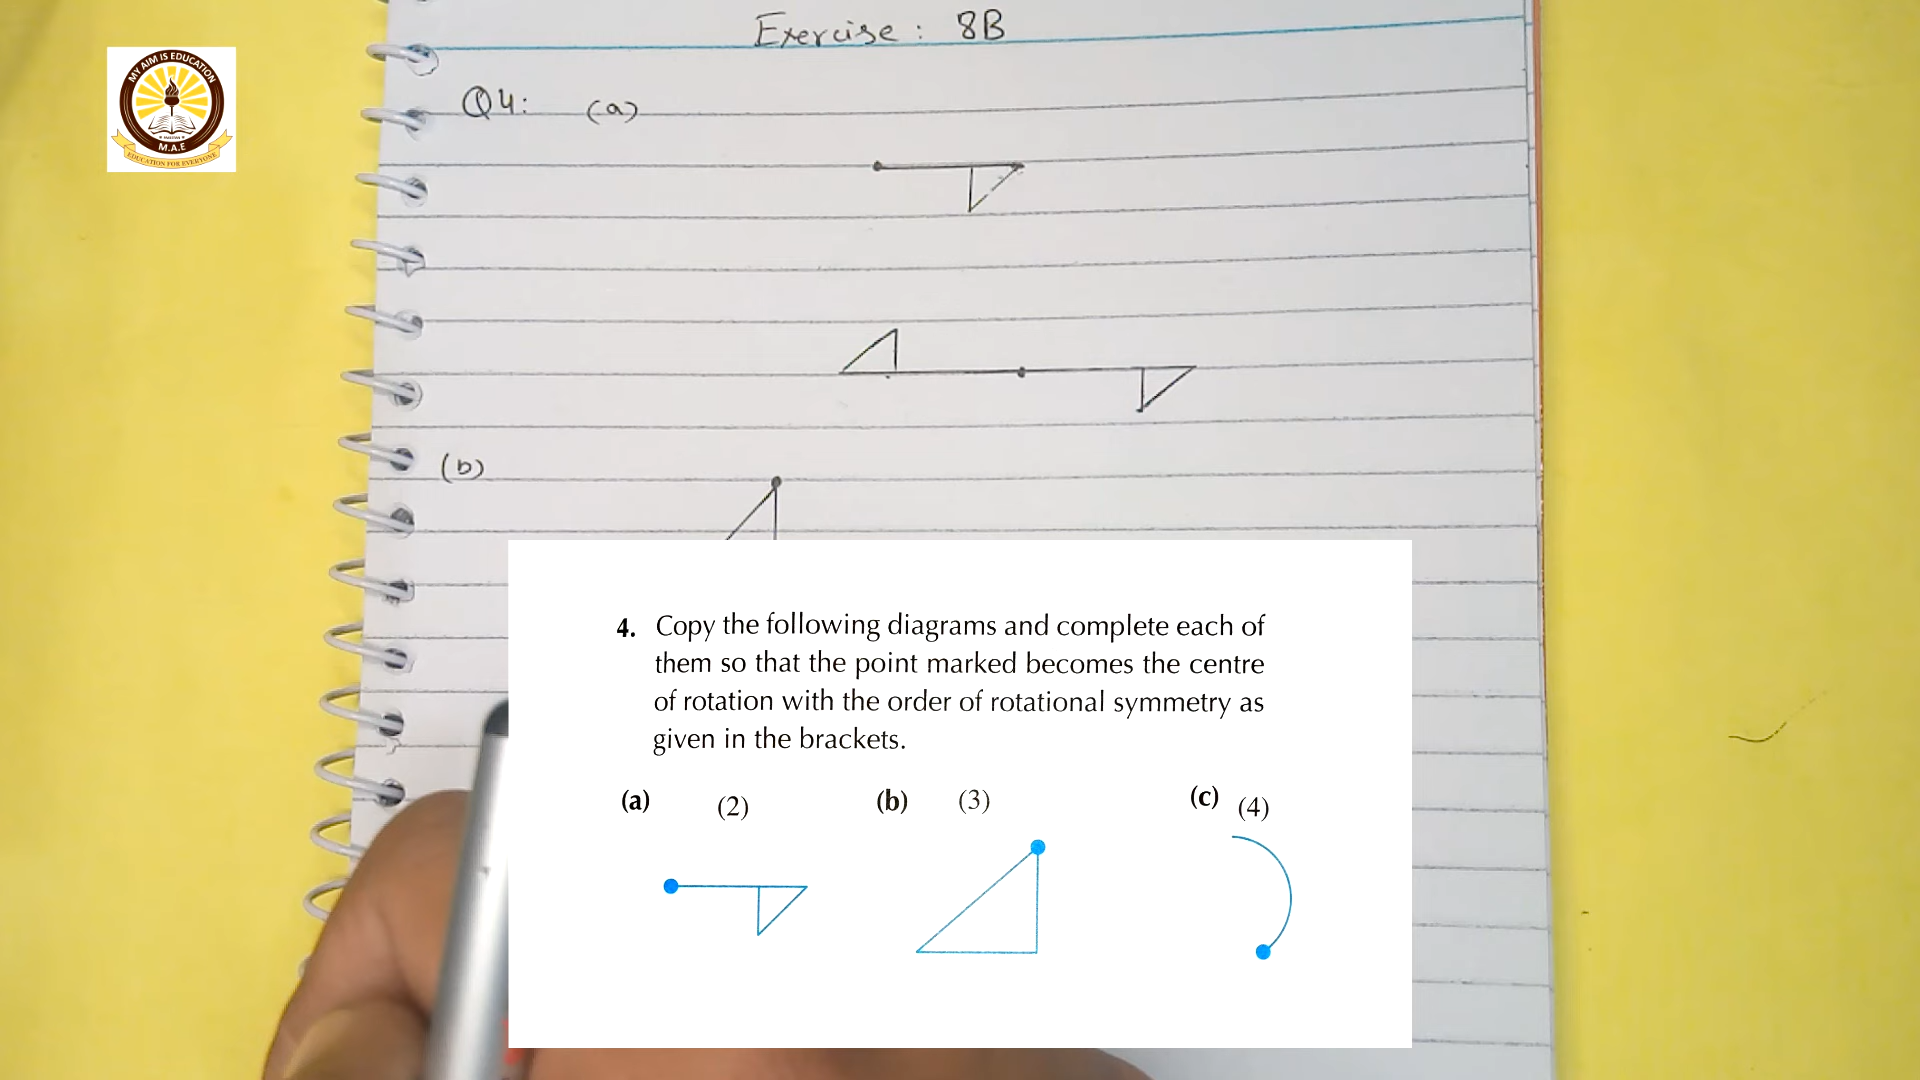 MY AIM IS EDUCATION
M.A.E
EDUCATION FOR EVERYONE
Exercise : 8B
Q4: (a)
(b)
4. Copy the following diagrams and complete each of
them so that the point marked becomes the centre
of rotation with the order of rotational symmetry as
given in the brackets.
(a) (2) (b) (3) (c) (4)